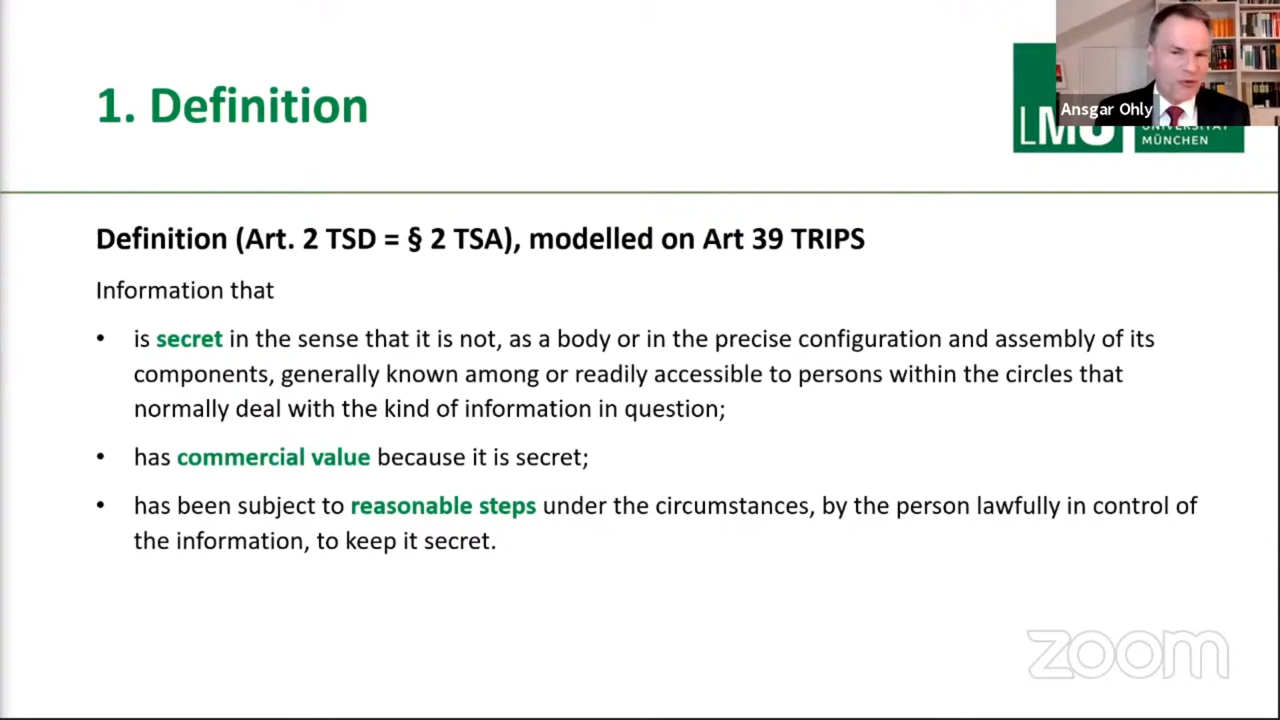 1. Definition
Ansgar Ohly
LMU
UNIVERSITÄT
MÜNCHEN
Definition (Art. 2 TSD = § 2 TSA), modelled on Art 39 TRIPS
Information that
• is secret in the sense that it is not, as a body or in the precise configuration and assembly of its
components, generally known among or readily accessible to persons within the circles that
normally deal with the kind of information in question;
• has commercial value because it is secret;
• has been subject to reasonable steps under the circumstances, by the person lawfully in control of
the information, to keep it secret.
zoom